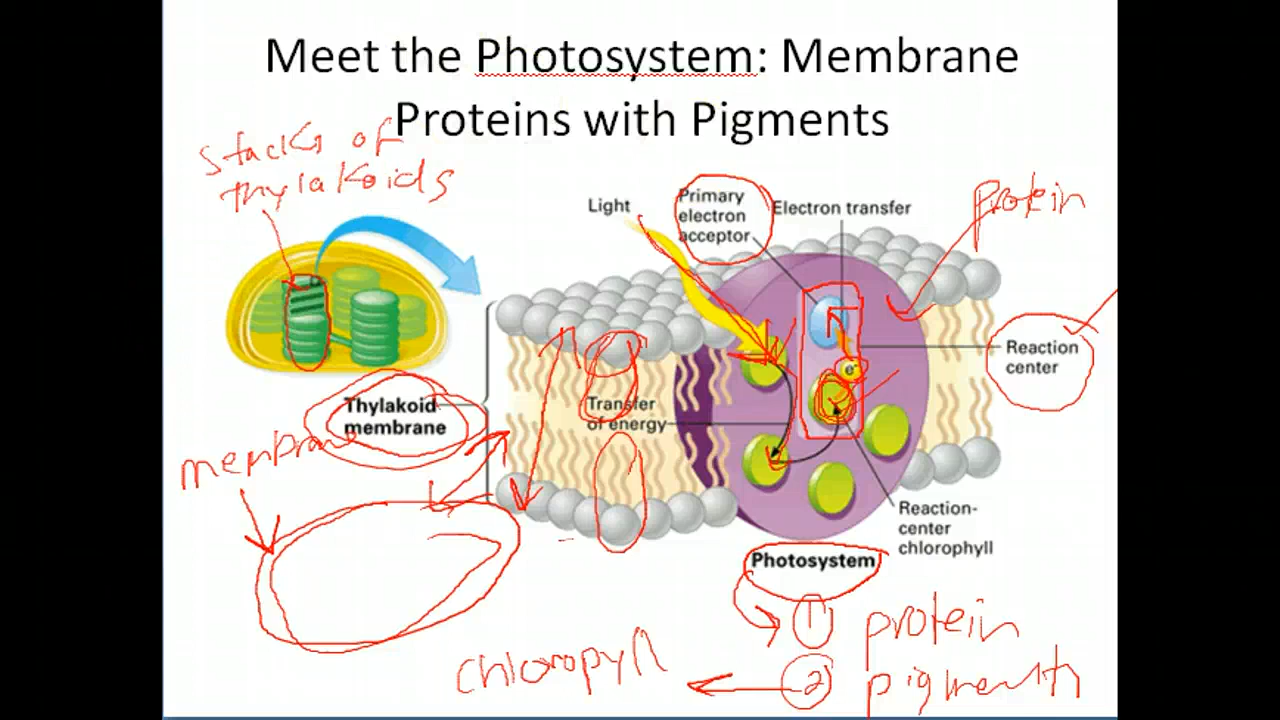 Meet the Photosystem: Membrane
Proteins with Pigments
stacks of
thylakoids
Light
Primary
electron
acceptor
Electron transfer
protein
Reaction
center
Thylakoid
membrane
Transfer
of energy
e-
membrane
Reaction-
center
chlorophyll
Photosystem
1 protein
chloropyll
2 pigments